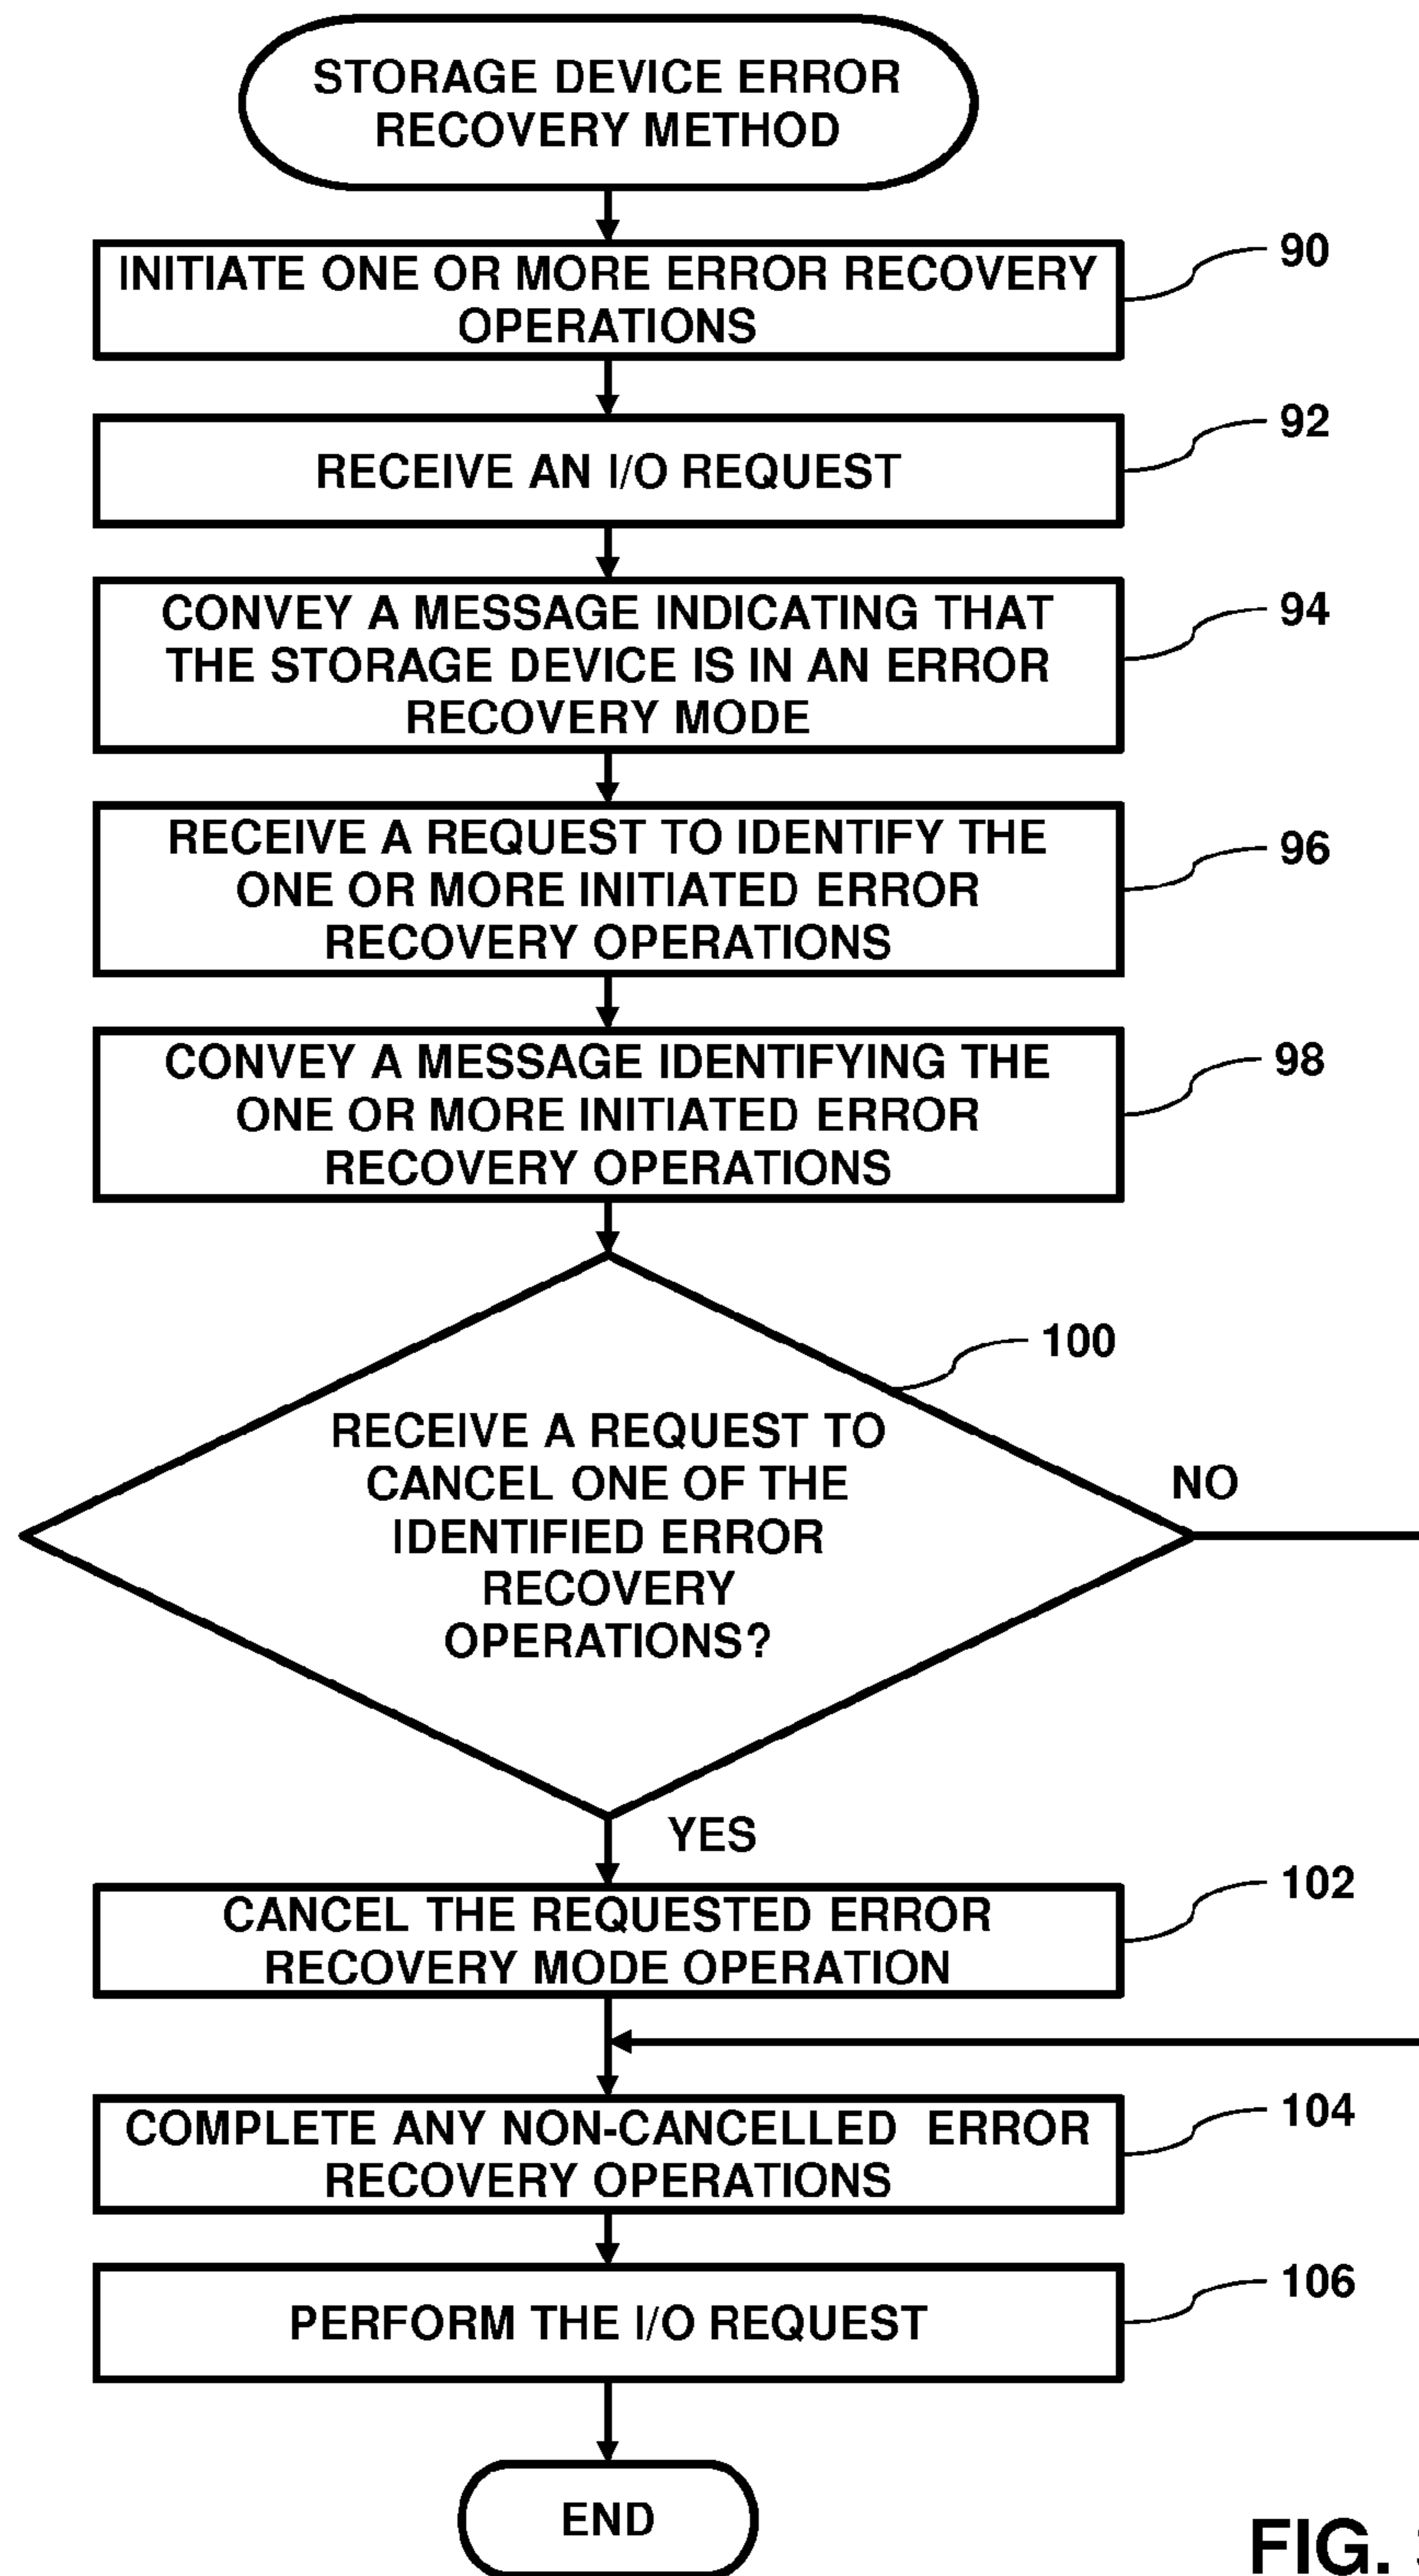 STORAGE DEVICE ERROR
RECOVERY METHOD
INITIATE ONE OR MORE ERROR RECOVERY
OPERATIONS
90
RECEIVE AN I/O REQUEST
92
CONVEY A MESSAGE INDICATING THAT
THE STORAGE DEVICE IS IN AN ERROR
RECOVERY MODE
94
RECEIVE A REQUEST TO IDENTIFY THE
ONE OR MORE INITIATED ERROR
RECOVERY OPERATIONS
96
CONVEY A MESSAGE IDENTIFYING THE
ONE OR MORE INITIATED ERROR
RECOVERY OPERATIONS
98
100
RECEIVE A REQUEST TO
CANCEL ONE OF THE
IDENTIFIED ERROR
RECOVERY
OPERATIONS?
NO
YES
CANCEL THE REQUESTED ERROR
RECOVERY MODE OPERATION
102
COMPLETE ANY NON-CANCELLED ERROR
RECOVERY OPERATIONS
104
PERFORM THE I/O REQUEST
106
END
FIG.